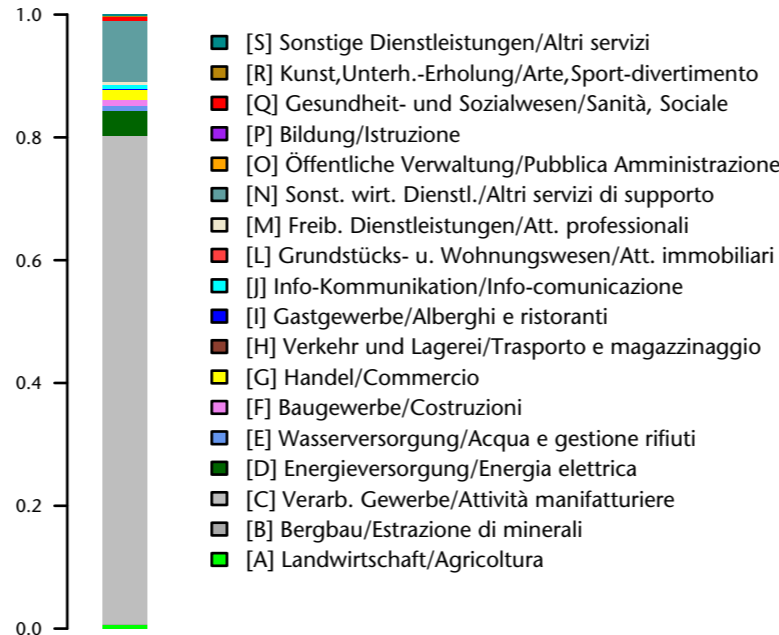 1.0
0.8
0.6
0.4
0.2
0.0
[S] Sonstige Dienstleistungen/Altri servizi
[R] Kunst,Unterh.-Erholung/Arte,Sport-divertimento
[Q] Gesundheit- und Sozialwesen/Sanità, Sociale
[P] Bildung/Istruzione
[O] Öffentliche Verwaltung/Pubblica Amministrazione
[N] Sonst. wirt. Dienstl./Altri servizi di supporto
[M] Freib. Dienstleistungen/Att. professionali
[L] Grundstücks- u. Wohnungswesen/Att. immobiliari
[J] Info-Kommunikation/Info-comunicazione
[I] Gastgewerbe/Alberghi e ristoranti
[H] Verkehr und Lagerei/Trasporto e magazzinaggio
[G] Handel/Commercio
[F] Baugewerbe/Costruzioni
[E] Wasserversorgung/Acqua e gestione rifiuti
[D] Energieversorgung/Energia elettrica
[C] Verarb. Gewerbe/Attività manifatturiere
[B] Bergbau/Estrazione di minerali
[A] Landwirtschaft/Agricoltura